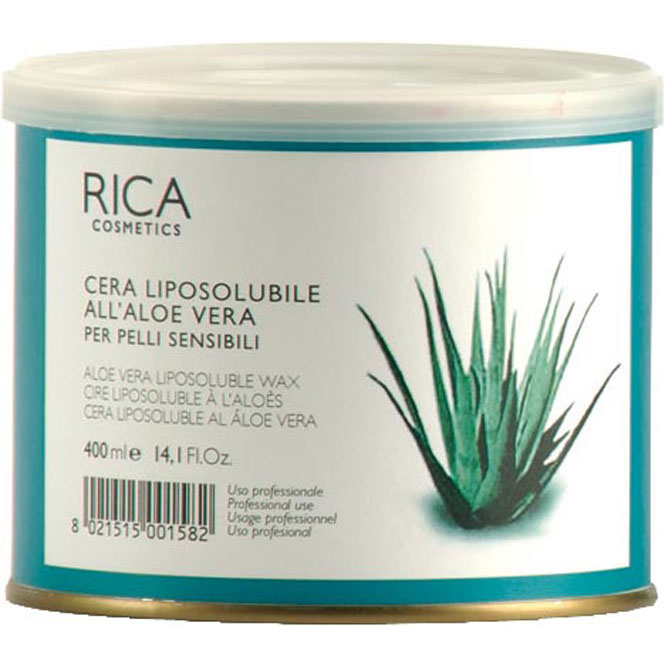 RICA
COSMETICS
CERA LIPOSOLUBILE
ALL'ALOE VERA
PER PELLI SENSIBILI
ALOE VERA LIPOSOLUBLE WAX
CIRE LIPOSOLUBLE À L'ALOÈS
CERA LIPOSOLUBLE AL ÁLOE VERA
400 ml e 14,1 Fl.Oz.
Uso professionale
Professional use
Usage professionnel
Uso profesional
8 021515 001582